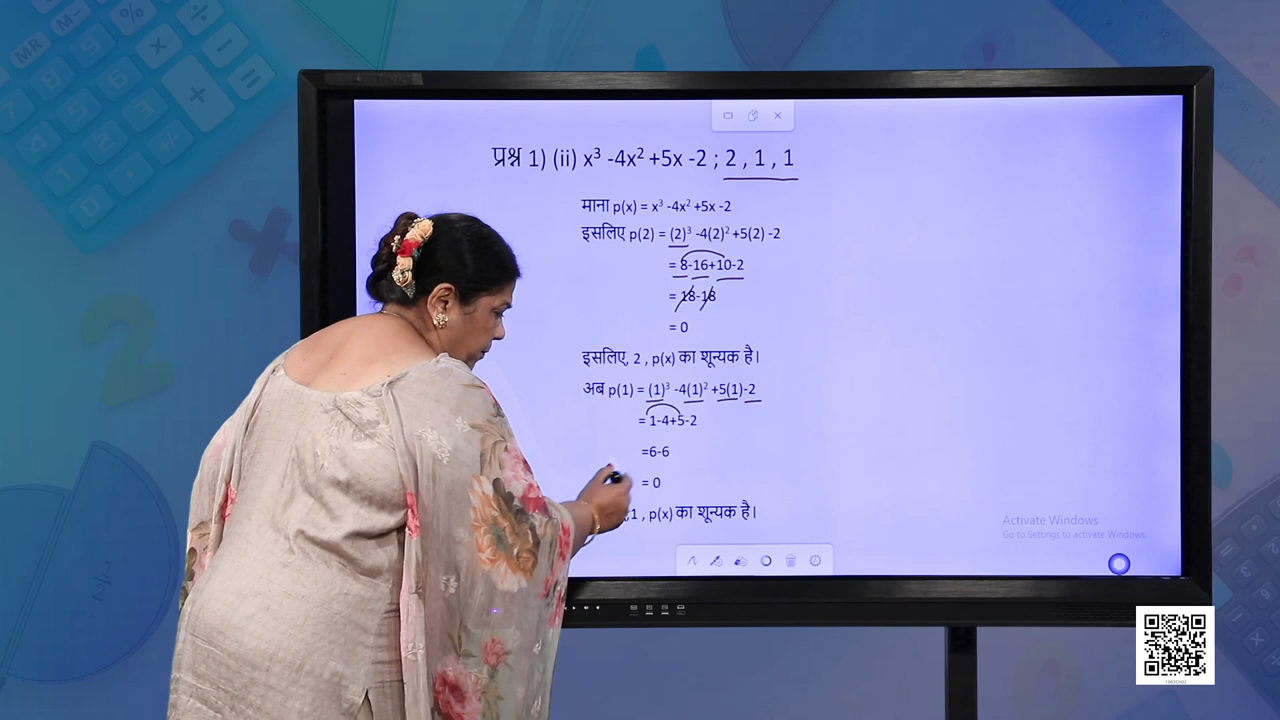 प्रश्न 1) (ii) x³ -4x² +5x -2 ; 2 , 1 , 1
माना p(x) = x³ -4x² +5x -2
इसलिए p(2) = (2)³ -4(2)² +5(2) -2
= 8-16+10-2
= 18-18
= 0
इसलिए, 2 , p(x) का शून्यक है।
अब p(1) = (1)³ -4(1)² +5(1)-2
= 1-4+5-2
=6-6
= 0
1 , p(x) का शून्यक है।
Activate Windows
Go to Settings to activate Windows.